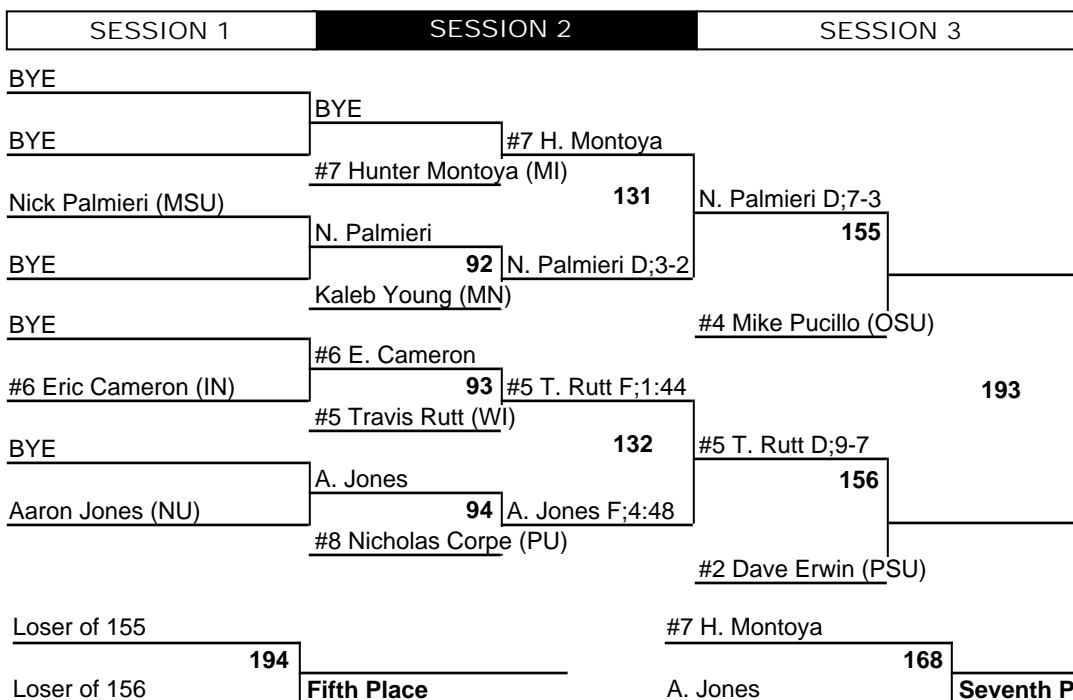 SESSION 1 SESSION 2 SESSION 3
BYE
BYE
BYE #7 H. Montoya
#7 Hunter Montoya (MI)
131
Nick Palmieri (MSU) N. Palmieri D;7-3
N. Palmieri 155
BYE 92 N. Palmieri D;3-2
Kaleb Young (MN)
BYE #4 Mike Pucillo (OSU)
#6 E. Cameron
#6 Eric Cameron (IN) 93 #5 T. Rutt F;1:44 193
#5 Travis Rutt (WI)
BYE 132 #5 T. Rutt D;9-7
A. Jones 156
Aaron Jones (NU) 94 A. Jones F;4:48
#8 Nicholas Corpe (PU)
#2 Dave Erwin (PSU)
Loser of 155 #7 H. Montoya
194 168
Loser of 156 Fifth Place A. Jones Seventh P